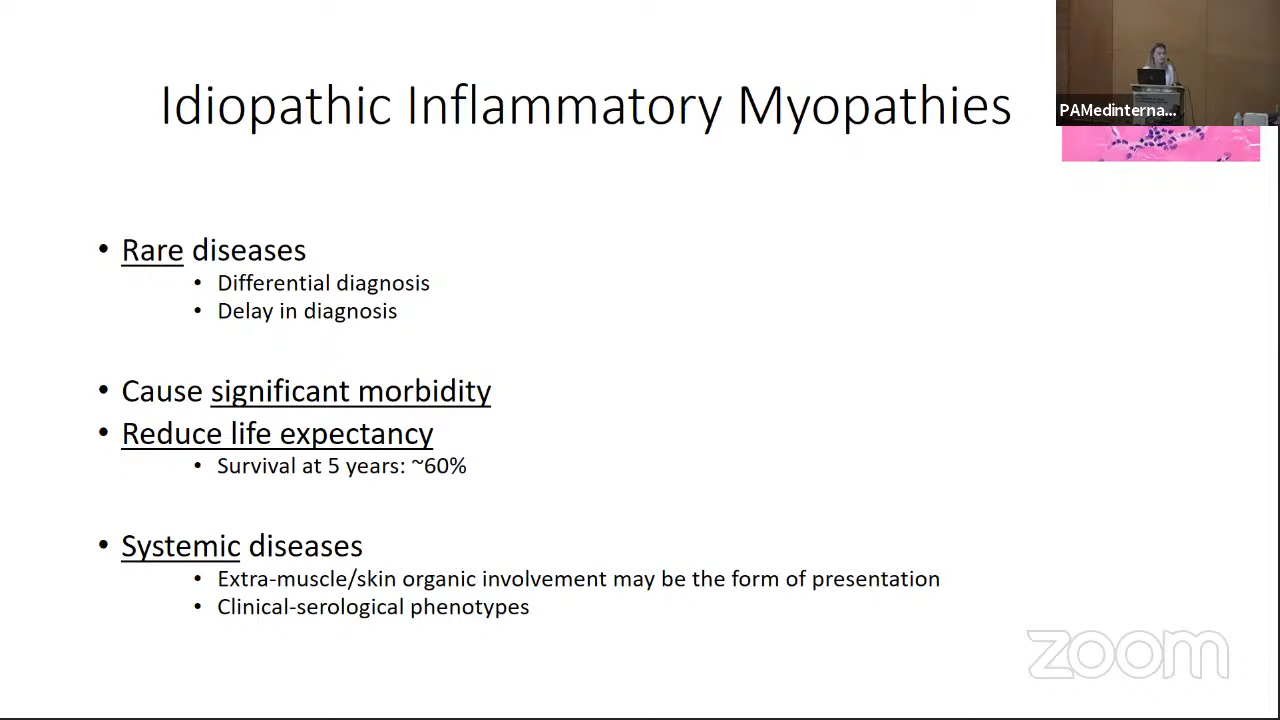 Idiopathic Inflammatory Myopathies
PAMedinterna...
• Rare diseases
• Differential diagnosis
• Delay in diagnosis
• Cause significant morbidity
• Reduce life expectancy
• Survival at 5 years: ~60%
• Systemic diseases
• Extra-muscle/skin organic involvement may be the form of presentation
• Clinical-serological phenotypes
zoom